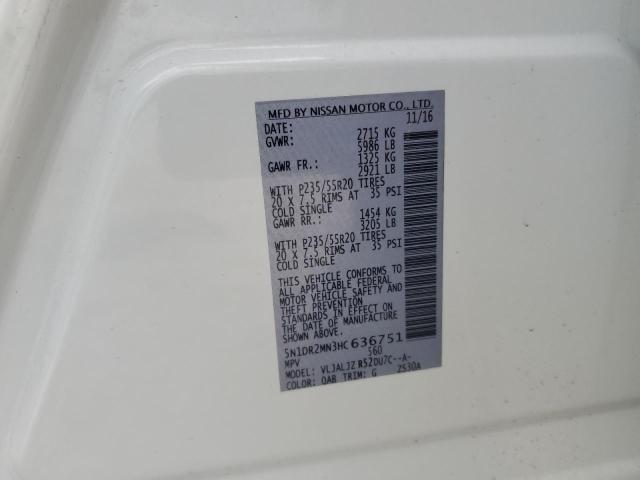 MFD BY NISSAN MOTOR CO., LTD.
DATE: 11/16
GVWR: 2715 KG
5986 LB
GAWR FR.: 1325 KG
2921 LB
WITH P235/55R20 TIRES
20 X 7.5 RIMS AT 35 PSI
COLD SINGLE
GAWR RR.: 1454 KG
3205 LB
WITH P235/55R20 TIRES
20 X 7.5 RIMS AT 35 PSI
COLD SINGLE
THIS VEHICLE CONFORMS TO
ALL APPLICABLE FEDERAL
MOTOR VEHICLE SAFETY AND
THEFT PREVENTION
STANDARDS IN EFFECT ON
THE DATE OF MANUFACTURE
SHOWN ABOVE.
5N1DR2MN3HC636751
MPV 560
MODEL: VLJALJZ R520U7C--A-
COLOR: QAB TRIM: G ZS30A